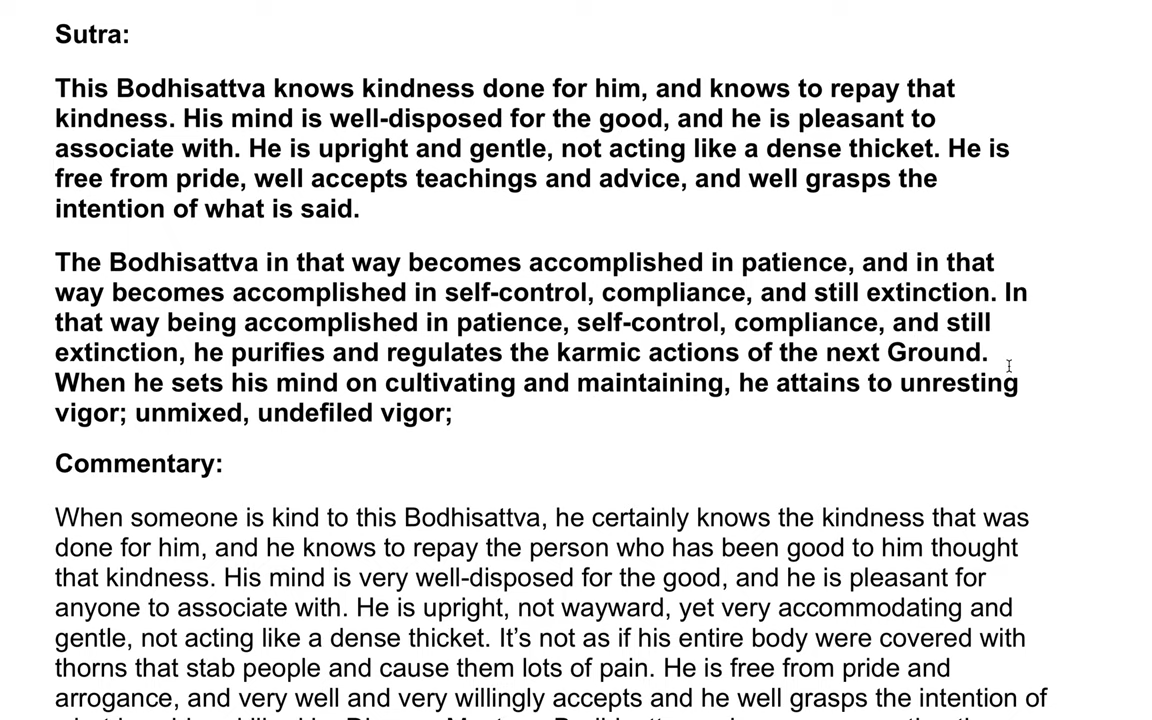 Sutra:
This Bodhisattva knows kindness done for him, and knows to repay that
kindness. His mind is well-disposed for the good, and he is pleasant to
associate with. He is upright and gentle, not acting like a dense thicket. He is
free from pride, well accepts teachings and advice, and well grasps the
intention of what is said.
The Bodhisattva in that way becomes accomplished in patience, and in that
way becomes accomplished in self-control, compliance, and still extinction. In
that way being accomplished in patience, self-control, compliance, and still
extinction, he purifies and regulates the karmic actions of the next Ground.
When he sets his mind on cultivating and maintaining, he attains to unresting
vigor; unmixed, undefiled vigor;
Commentary:
When someone is kind to this Bodhisattva, he certainly knows the kindness that was
done for him, and he knows to repay the person who has been good to him thought
that kindness. His mind is very well-disposed for the good, and he is pleasant for
anyone to associate with. He is upright, not wayward, yet very accommodating and
gentle, not acting like a dense thicket. It’s not as if his entire body were covered with
thorns that stab people and cause them lots of pain. He is free from pride and
arrogance, and very well and very willingly accepts and he well grasps the intention of